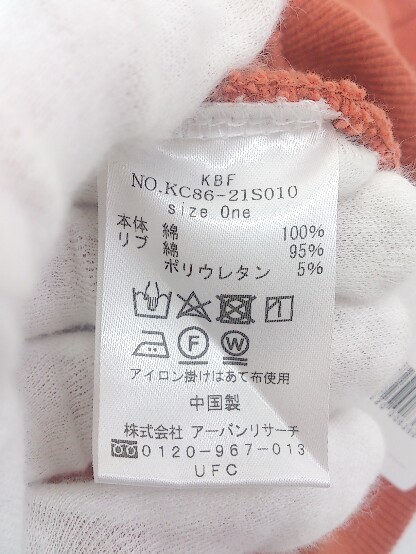 KBF
NO.KC86-21S010
size One
本体 綿 100%
リブ 綿 95%
ポリウレタン 5%
F W
アイロン掛けはあて布使用
中国製
株式会社 アーバンリサーチ
0120-967-013
UFC